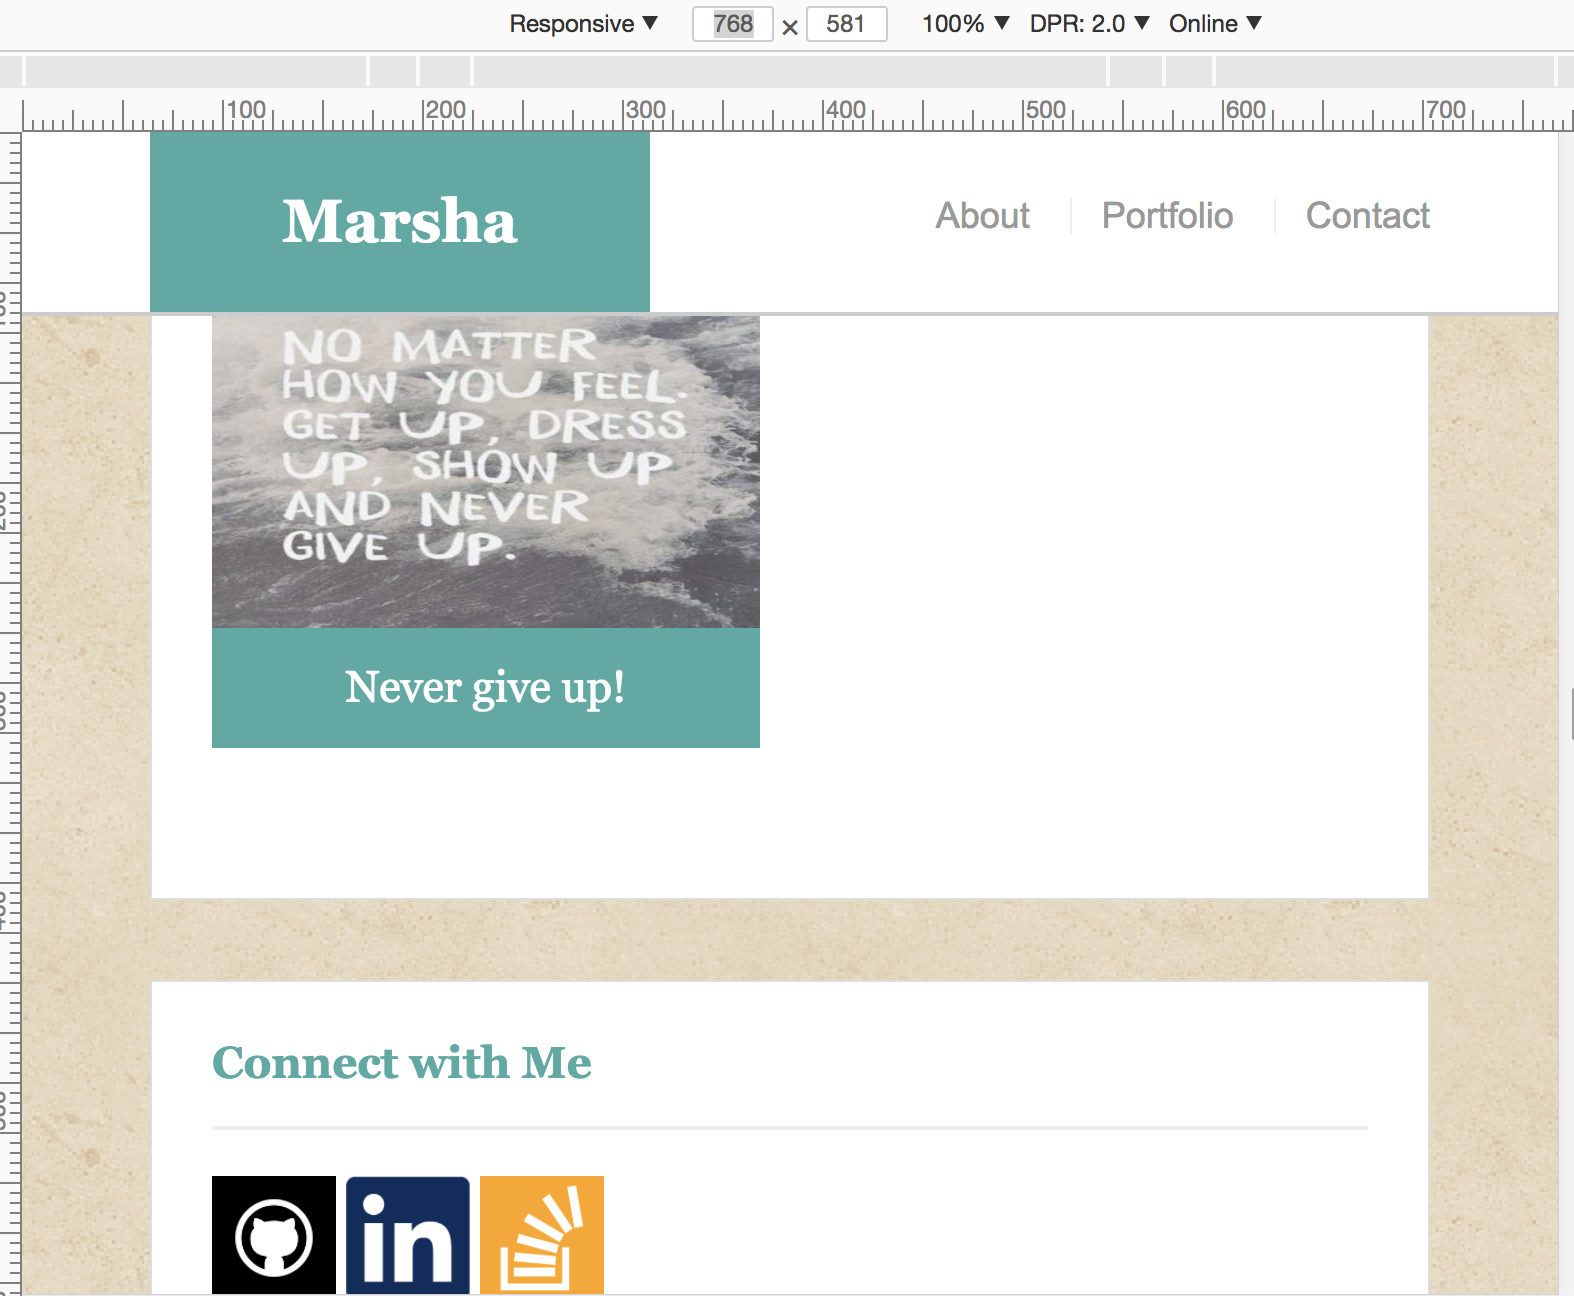 Responsive ▼ 768 × 581 100% ▼ DPR: 2.0 ▼ Online ▼
100 200 300 400 500 600 700
Marsha
About Portfolio Contact
NO MATTER
HOW YOU FEEL.
GET UP, DRESS
UP, SHOW UP
AND NEVER
GIVE UP.
Never give up!
Connect with Me
in